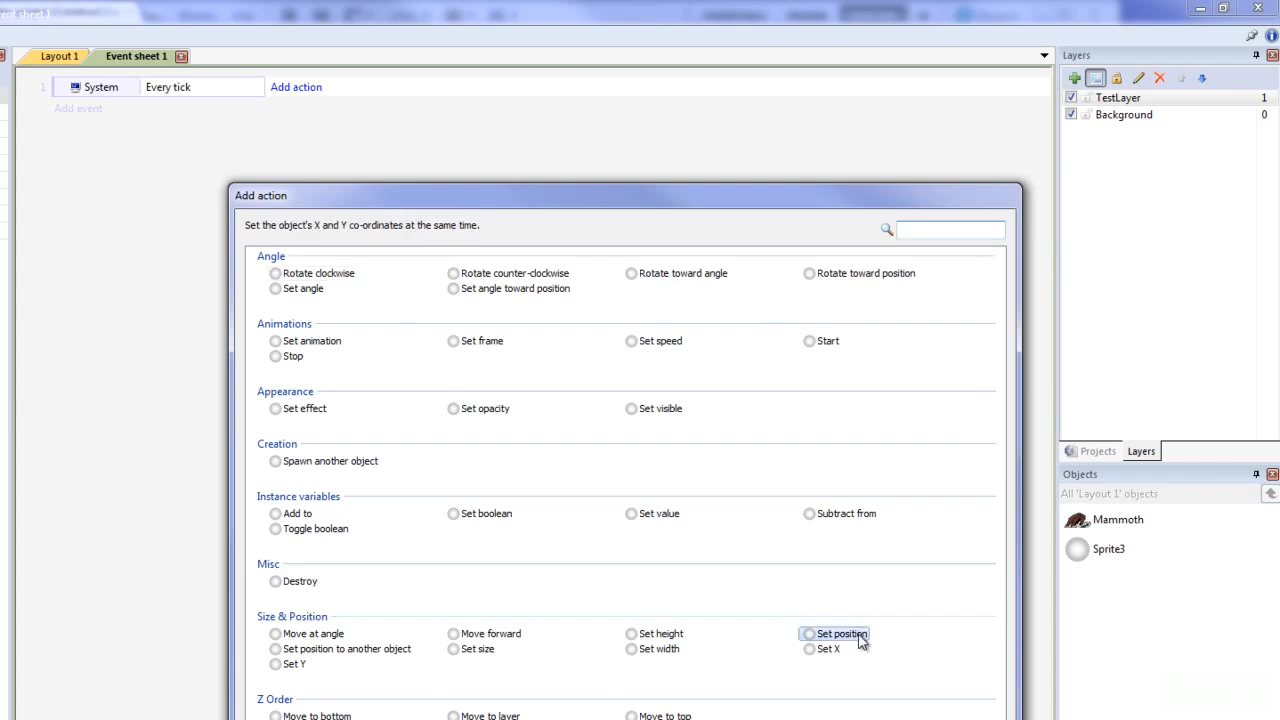 ent sheet 1
Layout 1 Event sheet 1
1 System Every tick Add action
Add event
Add action
Set the object's X and Y co-ordinates at the same time.
Angle
Rotate clockwise Rotate counter-clockwise Rotate toward angle Rotate toward position
Set angle Set angle toward position
Animations
Set animation Set frame Set speed Start
Stop
Appearance
Set effect Set opacity Set visible
Creation
Spawn another object
Instance variables
Add to Set boolean Set value Subtract from
Toggle boolean
Misc
Destroy
Size & Position
Move at angle Move forward Set height Set position
Set position to another object Set size Set width Set X
Set Y
Z Order
Move to bottom Move to layer Move to top
Layers
TestLayer 1
Background 0
Projects Layers
Objects
All 'Layout 1' objects
Mammoth
Sprite3